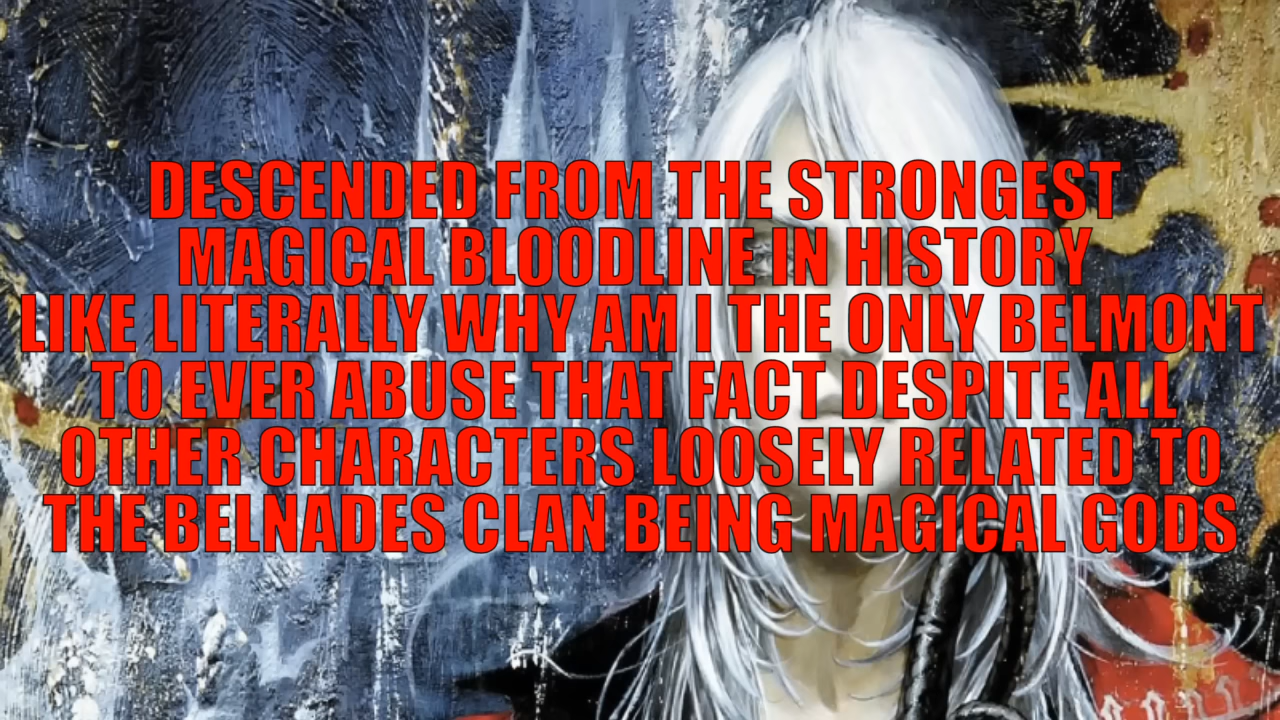 DESCENDED FROM THE STRONGEST
MAGICAL BLOODLINE IN HISTORY
LIKE LITERALLY WHY AM I THE ONLY BELMONT
TO EVER ABUSE THAT FACT DESPITE ALL
OTHER CHARACTERS LOOSELY RELATED TO
THE BELNADES CLAN BEING MAGICAL GODS